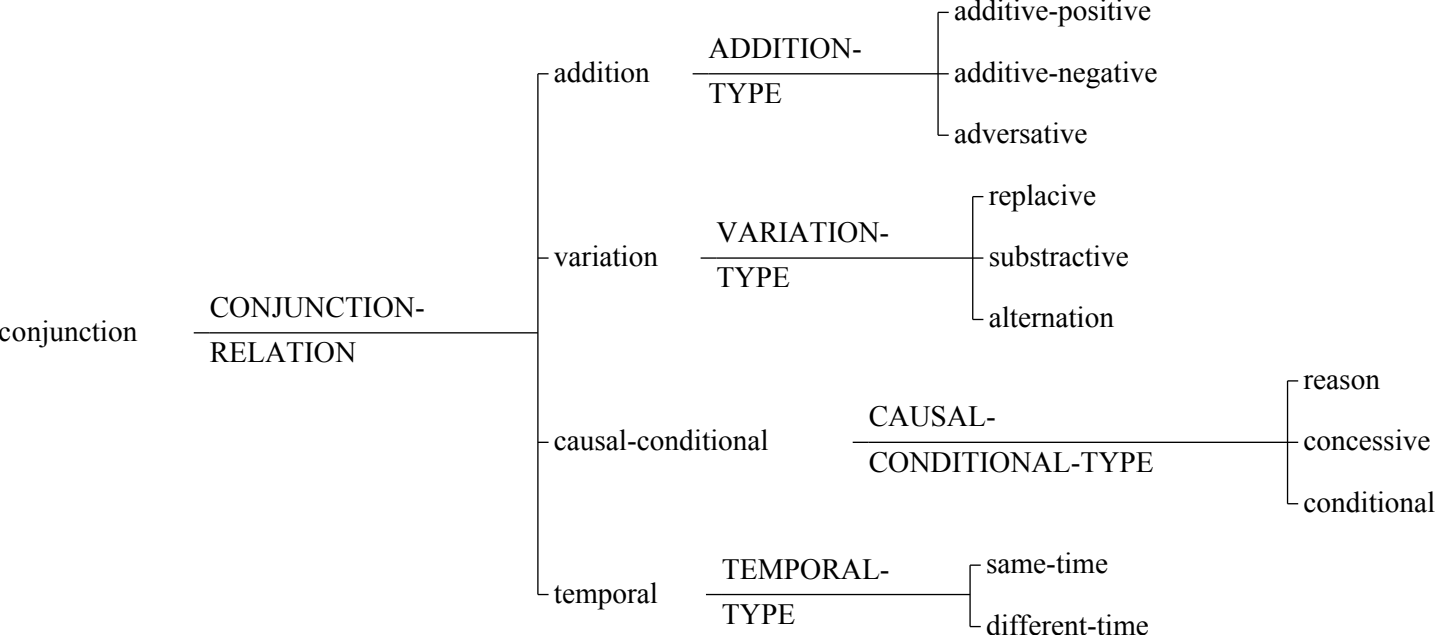 additive-positive
ADDITION-
addition
additive-negative
TYPE
adversative
replacive
VARIATION-
variation
substractive
TYPE
CONJUNCTION-
alternation
conjunction
RELATION
reason
CAUSAL-
causal-conditional
concessive
CONDITIONAL-TYPE
conditional
TEMPORAL-
same-time
temporal
TYPE
different-time